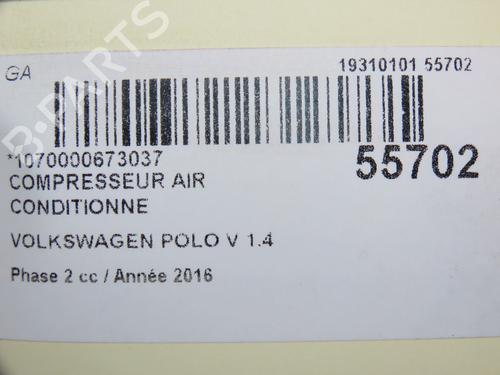 GA
19310101 55702
*1070000673037
55702
COMPRESSEUR AIR
CONDITIONNE
VOLKSWAGEN POLO V 1.4
Phase 2 cc / Année 2016
B-PARTS